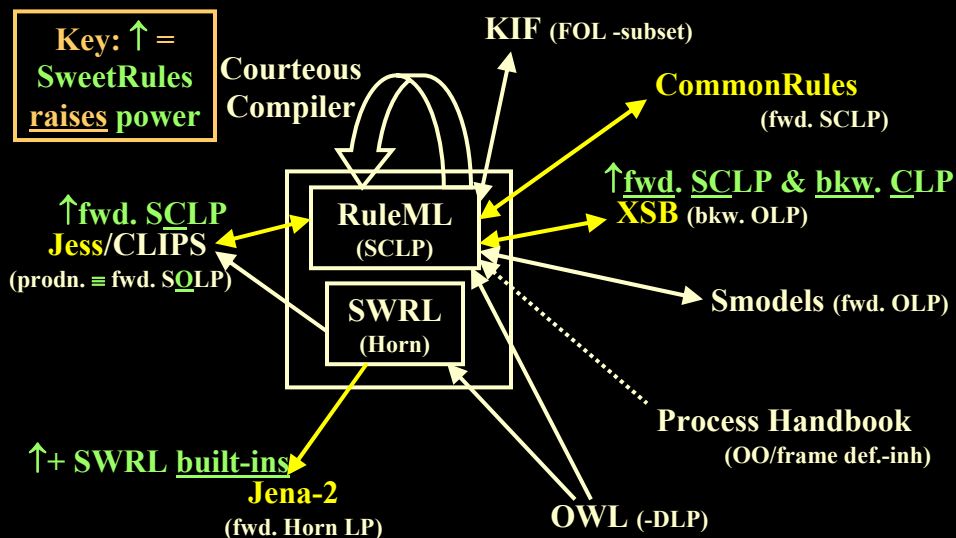 Key: ↑ =
SweetRules
raises power
Courteous
Compiler
KIF (FOL -subset)
CommonRules
(fwd. SCLP)
↑fwd. SCLP & bkw. CLP
XSB (bkw. OLP)
↑fwd. SCLP
Jess/CLIPS
(prodn. ≡ fwd. SOLP)
RuleML
(SCLP)
SWRL
(Horn)
Smodels (fwd. OLP)
Process Handbook
(OO/frame def.-inh)
↑+ SWRL built-ins
Jena-2
(fwd. Horn LP)
OWL (-DLP)